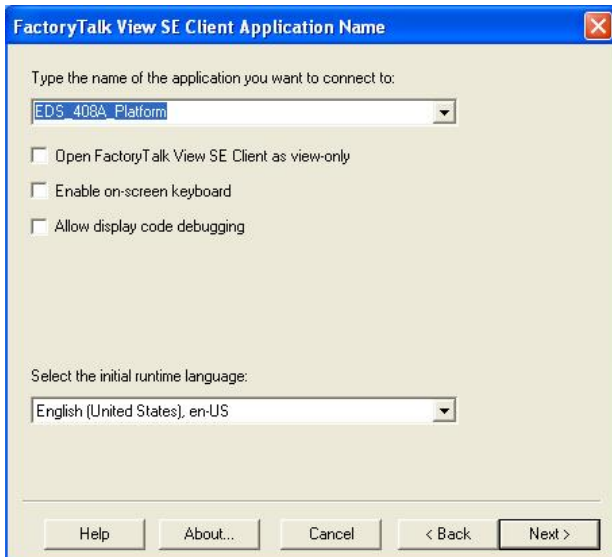 FactoryTalk View SE Client Application Name
Type the name of the application you want to connect to:
EDS_408A_Platform
Open FactoryTalk View SE Client as view-only
Enable on-screen keyboard
Allow display code debugging
Select the initial runtime language:
English (United States), en-US
Help About... Cancel < Back Next >